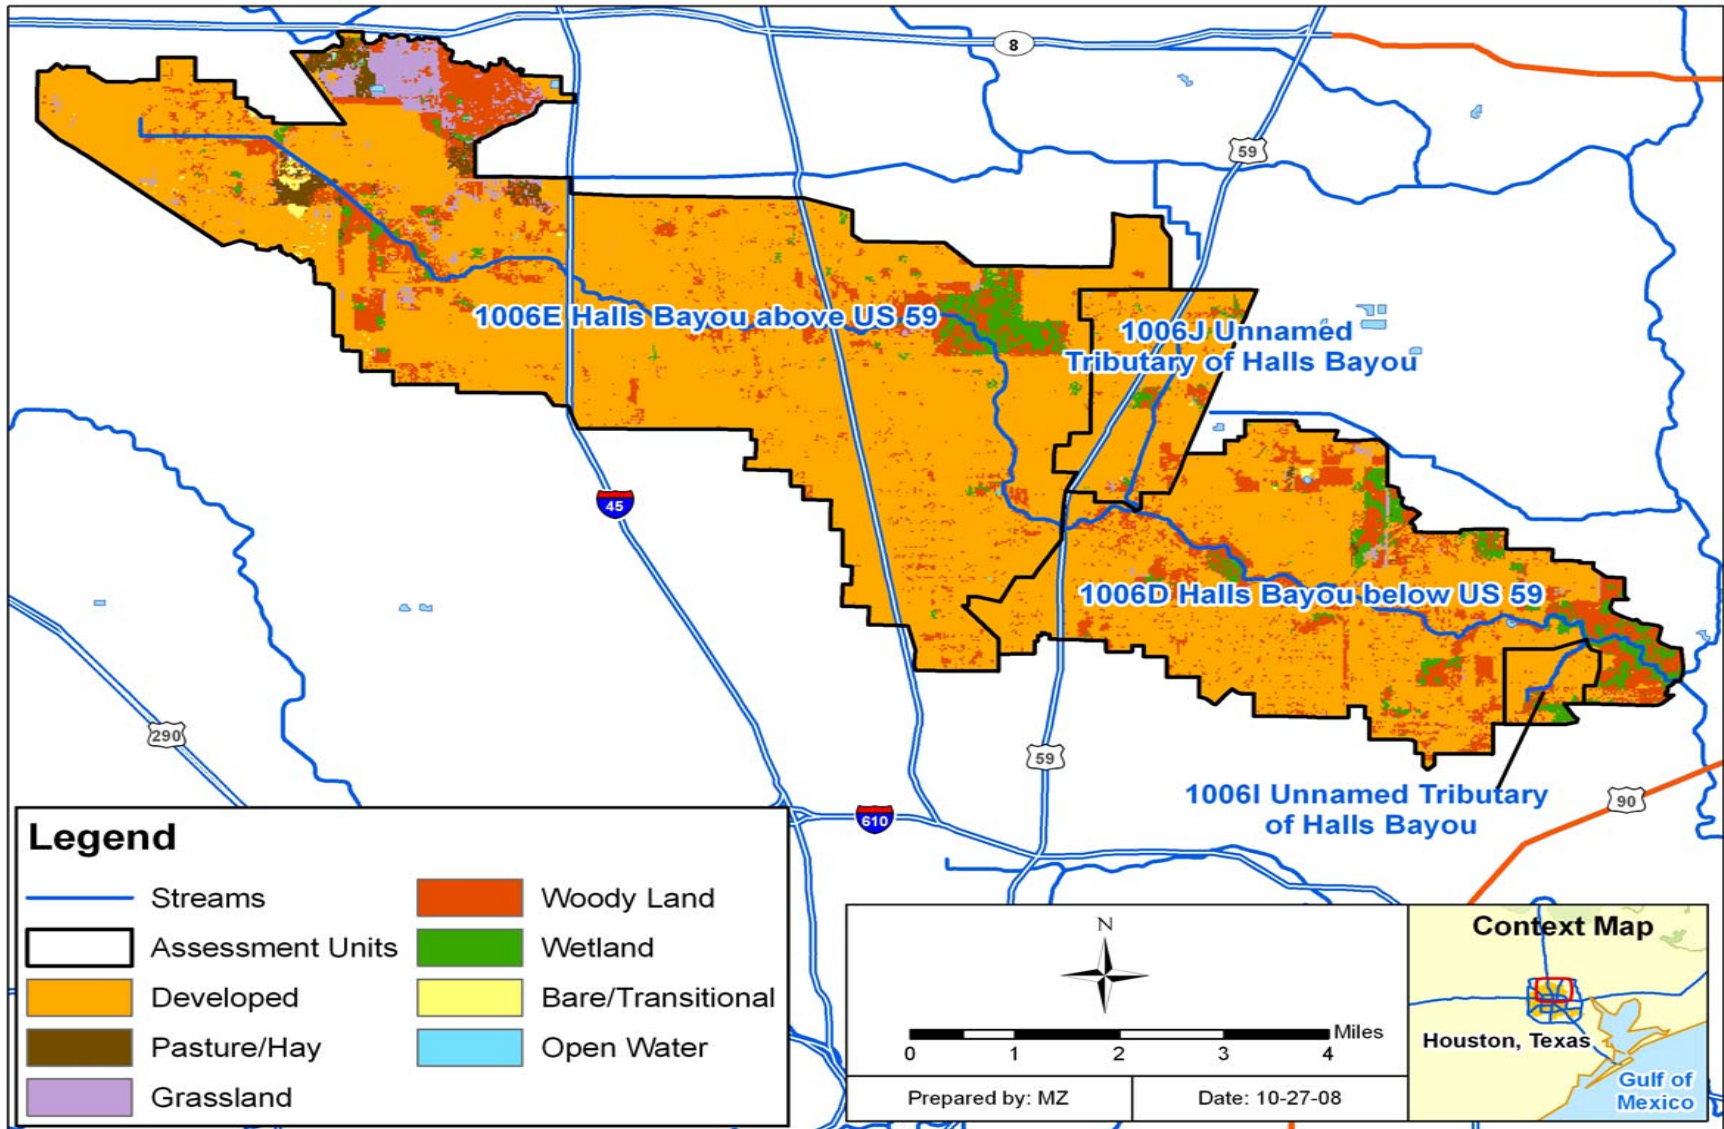 8
59
1006E Halls Bayou above US 59
1006J Unnamed
Tributary of Halls Bayou
45
1006D Halls Bayou below US 59
290
59
1006I Unnamed Tributary
of Halls Bayou
90
610
Legend
Streams
Assessment Units
Developed
Pasture/Hay
Grassland
Woody Land
Wetland
Bare/Transitional
Open Water
N
Miles
0 1 2 3 4
Prepared by: MZ
Date: 10-27-08
Context Map
Houston, Texas
Gulf of
Mexico